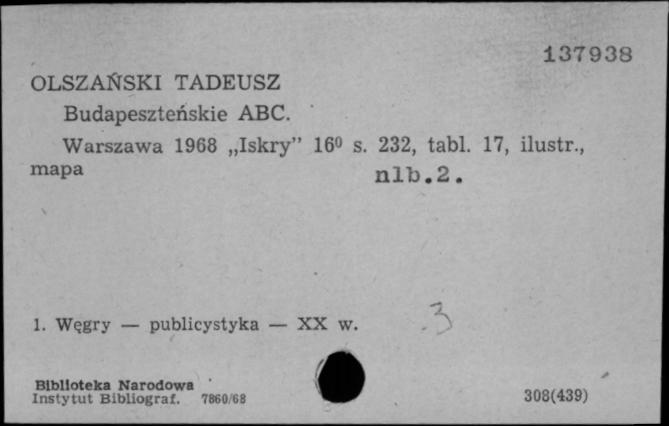 137938
OLSZAŃSKI TADEUSZ
Budapeszteńskie ABC.
Warszawa 1968 „Iskry” 16⁰ s. 232, tabl. 17, ilustr.,
mapa nlb.2.
1. Węgry — publicystyka — XX w. 3
Biblioteka Narodowa
Instytut Bibliograf. 7860/68 308(439)